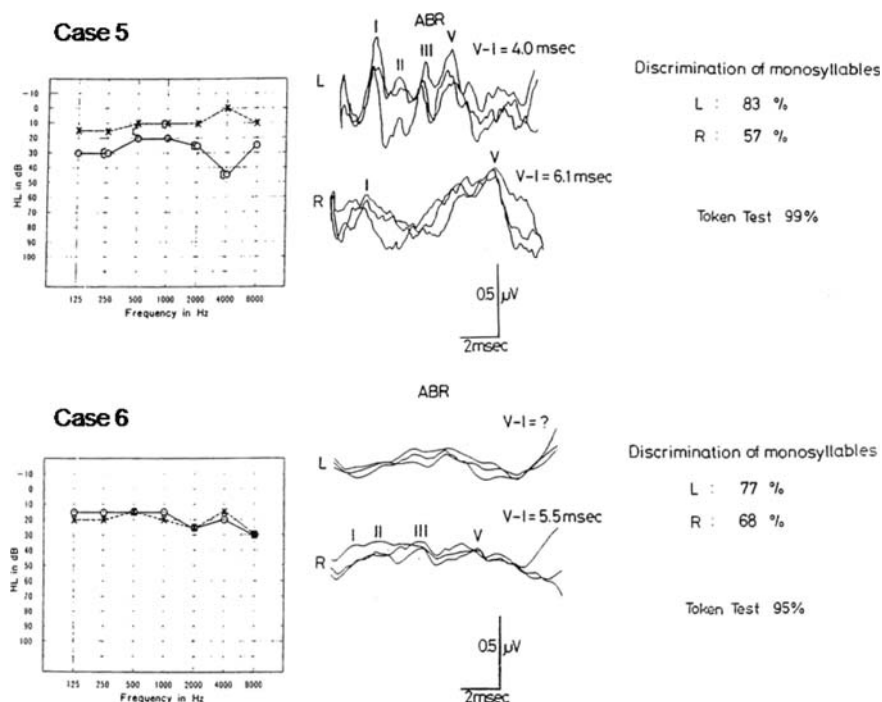 Case 5
-10
0
10
20
30
40
50
60
70
80
90
100
HL in dB
125 250 500 1000 2000 4000 8000
Frequency in Hz
ABR
I
II
III
V
V-I = 4.0 msec
L
V-I = 6.1 msec
I
V
R
0.5 µV
2msec
Discrimination of monosyllables
L : 83 %
R : 57 %
Token Test 99%
Case 6
-10
0
10
20
30
40
50
60
70
80
90
100
HL in dB
125 250 500 1000 2000 4000 8000
Frequency in Hz
ABR
V-I = ?
L
V-I = 5.5 msec
I II III V
R
0.5 µV
2msec
Discrimination of monosyllables
L : 77 %
R : 68 %
Token Test 95%